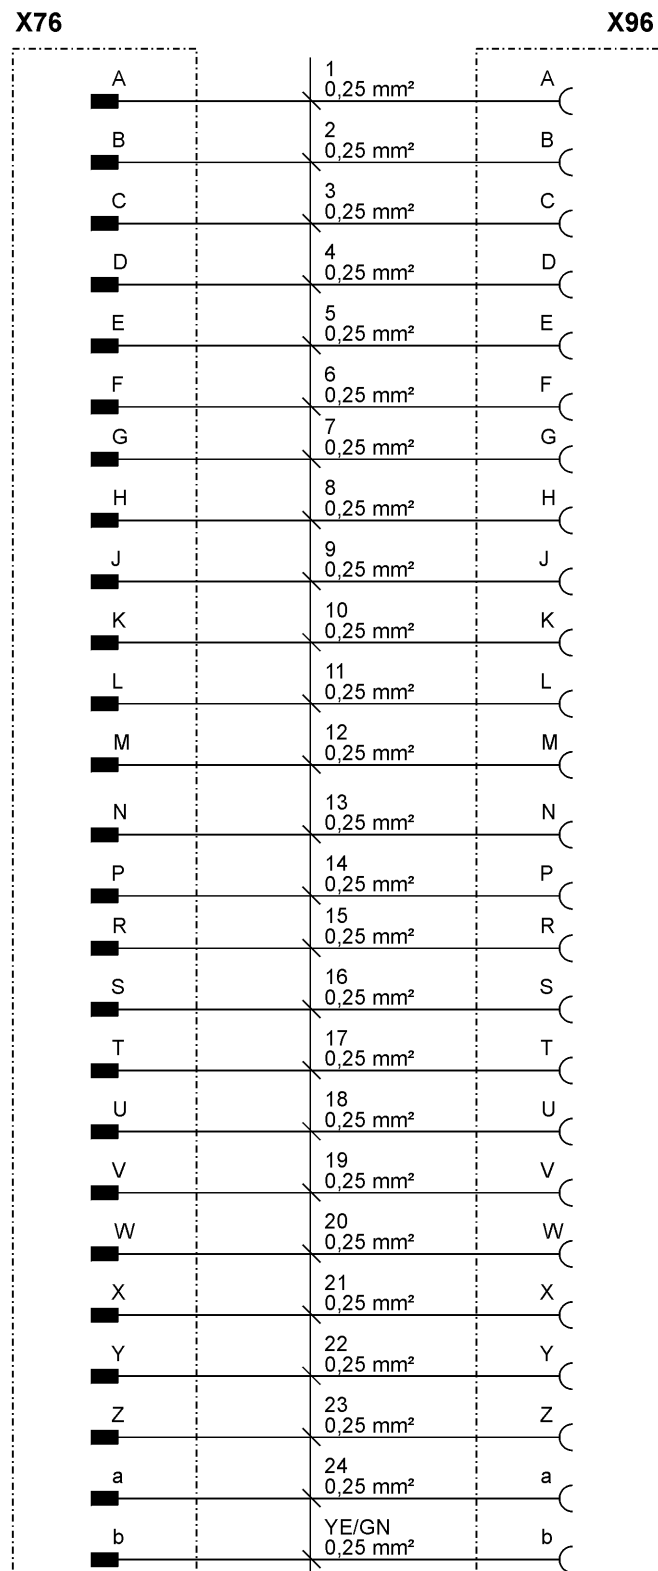 X76 X96
A 1 A
0,25 mm²
B 2 B
0,25 mm²
C 3 C
0,25 mm²
D 4 D
0,25 mm²
E 5 E
0,25 mm²
F 6 F
0,25 mm²
G 7 G
0,25 mm²
H 8 H
0,25 mm²
J 9 J
0,25 mm²
K 10 K
0,25 mm²
L 11 L
0,25 mm²
M 12 M
0,25 mm²
N 13 N
0,25 mm²
P 14 P
0,25 mm²
R 15 R
0,25 mm²
S 16 S
0,25 mm²
T 17 T
0,25 mm²
U 18 U
0,25 mm²
V 19 V
0,25 mm²
W 20 W
0,25 mm²
X 21 X
0,25 mm²
Y 22 Y
0,25 mm²
Z 23 Z
0,25 mm²
a 24 a
0,25 mm²
b YE/GN b
0,25 mm²